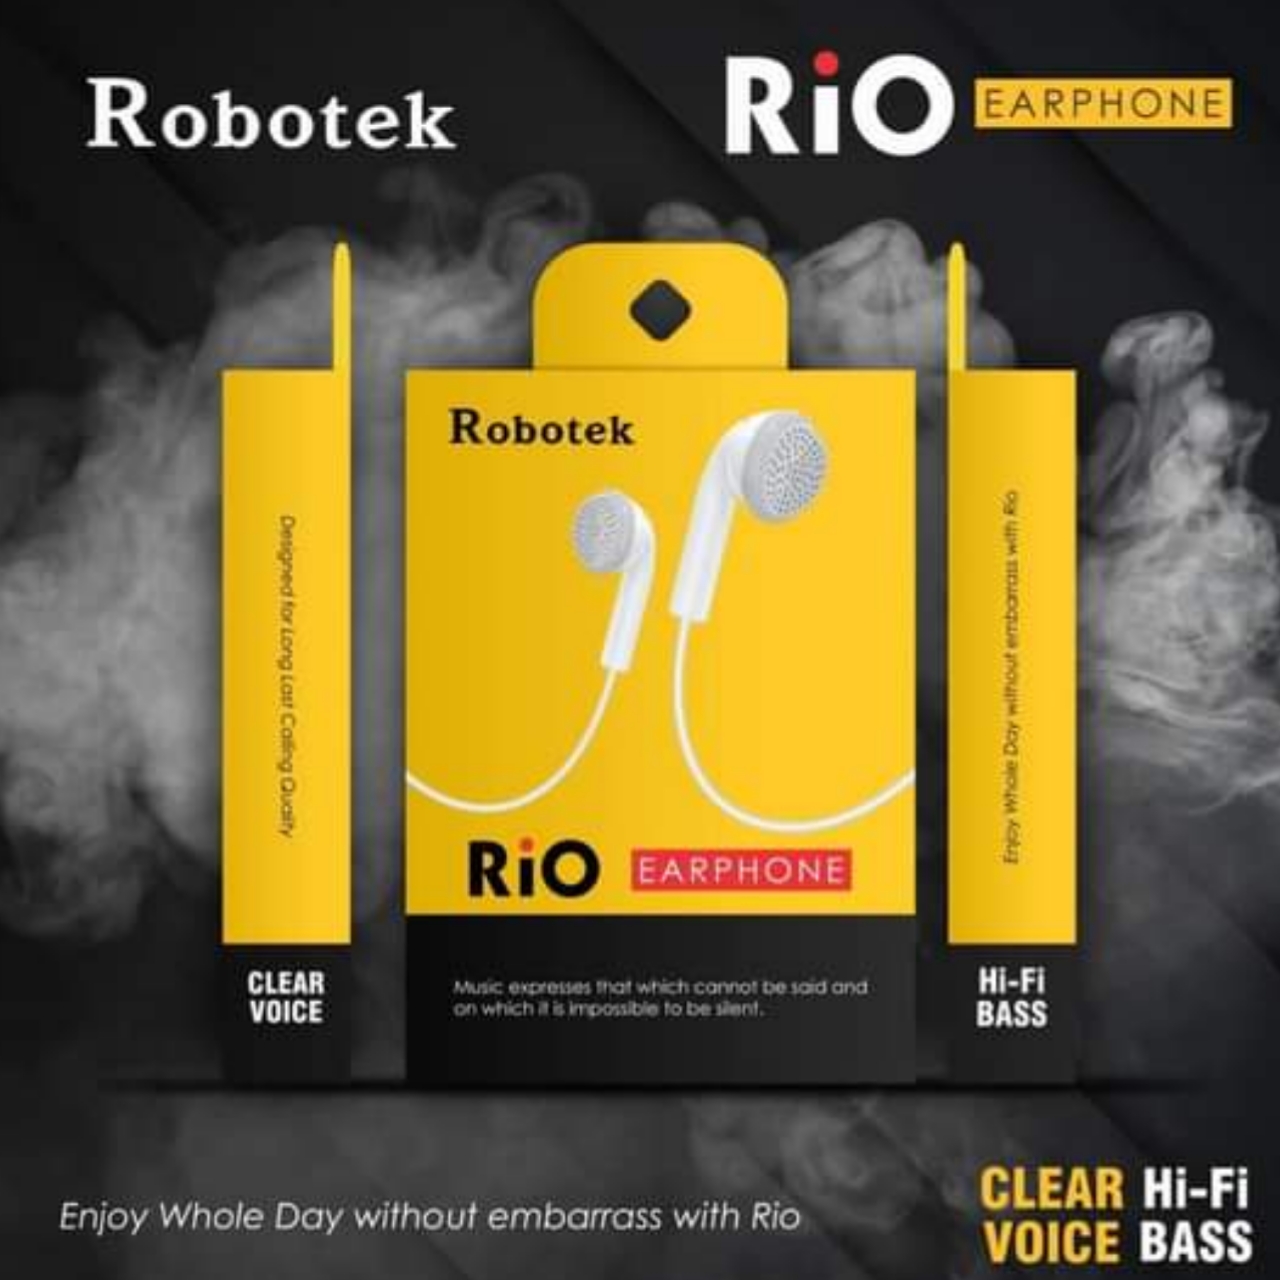 Robotek
RiO EARPHONE
Robotek
Designed for Long Last Calling Quality
Enjoy Whole Day without embarrass with Rio
RiO EARPHONE
CLEAR
VOICE
Music expresses that which cannot be said and
on which it is impossible to be silent.
Hi-Fi
BASS
Enjoy Whole Day without embarrass with Rio
CLEAR Hi-Fi
VOICE BASS